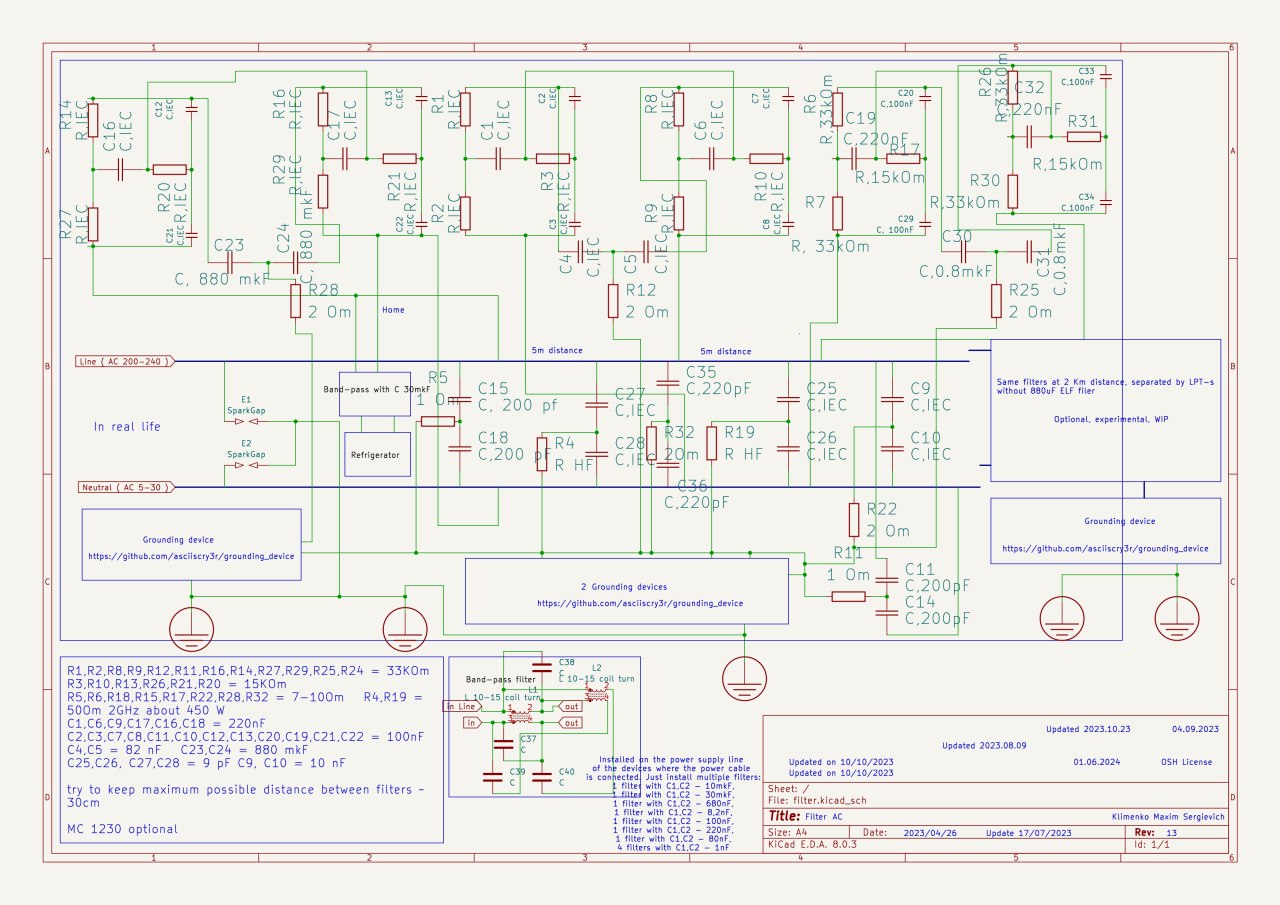 1 2 3 4 5 6
A
B
C
D
R14
R,IEC
C12
C,IEC
C16
C,IEC
R20
R,IEC
R27
R,IEC
C21
C,IEC
R16
R,IEC
C13
C,IEC
C17
C,IEC
R29
R21
R,IEC
C22
C,IEC
C23
C, 880 mkF
C24
C, 880 mkF
R28
2 Om
R1
R,IEC
C2
C,IEC
C1
C,IEC
R3
R,IEC
R2
R,IEC
C3
C,IEC
C4
C,IEC
C5
C,IEC
R12
2 Om
R8
R,IEC
C7
C,IEC
C6
C,IEC
R10
R,IEC
R9
R,IEC
C8
C,IEC
R6
R,33kOm
C20
C,100nF
C19
C,220nF
R17
R,15kOm
R7
R, 33kOm
C29
C, 100nF
R26
R,33kOm
C33
C,100nF
C32
C,220nF
R31
R,15kOm
R30
R,33kOm
C34
C,100nF
C30
C,0.8mkF
C31
C,0.8mkF
R25
2 Om
Home
5m distance
5m distance
Line ( AC 200-240)
Band-pass with C 30mkF
Refrigerator
E1
SparkGap
E2
SparkGap
In real life
R5
1 Om
C15
C, 200 pf
C18
C,200 pF
R4
R HF
C27
C,IEC
C28
C,IEC
C35
C,220pF
R32
2Om
C36
C,220pF
R19
R HF
C25
C,IEC
C26
C,IEC
C9
C,IEC
C10
C,IEC
Same filters at 2 Km distance, separated by LPT-s
without 880uF ELF filer
Optional, experimental, WIP
Neutral ( AC 5-30)
R22
2 Om
R11
1 Om
C11
C,200pF
C14
C,200pF
Grounding device
https://github.com/asciiscry3r/grounding_device
2 Grounding devices
https://github.com/asciiscry3r/grounding_device
Grounding device
https://github.com/asciiscry3r/grounding_device
R1,R2,R8,R9,R12,R11,R16,R14,R27,R29,R25,R24 = 33KOm
R3,R10,R13,R26,R21,R20 = 15KOm
R5,R6,R18,R15,R17,R22,R28,R32 = 7-10Om R4,R19 =
50Om 2GHz about 450 W
C1,C6,C9,C17,C16,C18 = 220nF
C2,C3,C7,C8,C11,C10,C12,C13,C20,C19,C21,C22 = 100nF
C4,C5 = 82 nF C23,C24 = 880 mkF
C25,C26, C27,C28 = 9 pF C9, C10 = 10 nF
try to keep maximum possible distance between filters ~
30cm
MC 1230 optional
Band-pass filter
C38
C
L2
L 10-15 coil turn
L1
L 10-15 coil turn
1 2
1 2
In Line
out
in
out
C37
C
C39
C
C40
C
Installed on the power supply line
of the devices where the power cable
is connected. Just install multiple filters:
1 filter with C1,C2 - 10mkF,
1 filter with C1,C2 - 30mkF,
1 filter with C1,C2 - 680nF,
1 filter with C1,C2 - 8,2nF,
1 filter with C1,C2 - 100nF,
1 filter with C1,C2 - 220nF,
1 filter with C1,C2 - 80nF,
4 filters with C1,C2 - 1nF
Updated 2023.10.23 04.09.2023
Updated 2023.08.09
Updated on 10/10/2023 01.06.2024 OSH License
Updated on 10/10/2023
Sheet: /
File: filter.kicad_sch
Title: Filter AC Klimenko Maxim Sergievich
Size: A4 Date: 2023/04/26 Update 17/07/2023 Rev: 13
KiCad E.D.A. 8.0.3 Id: 1/1
1 2 3 4 5 6
A
B
C
D